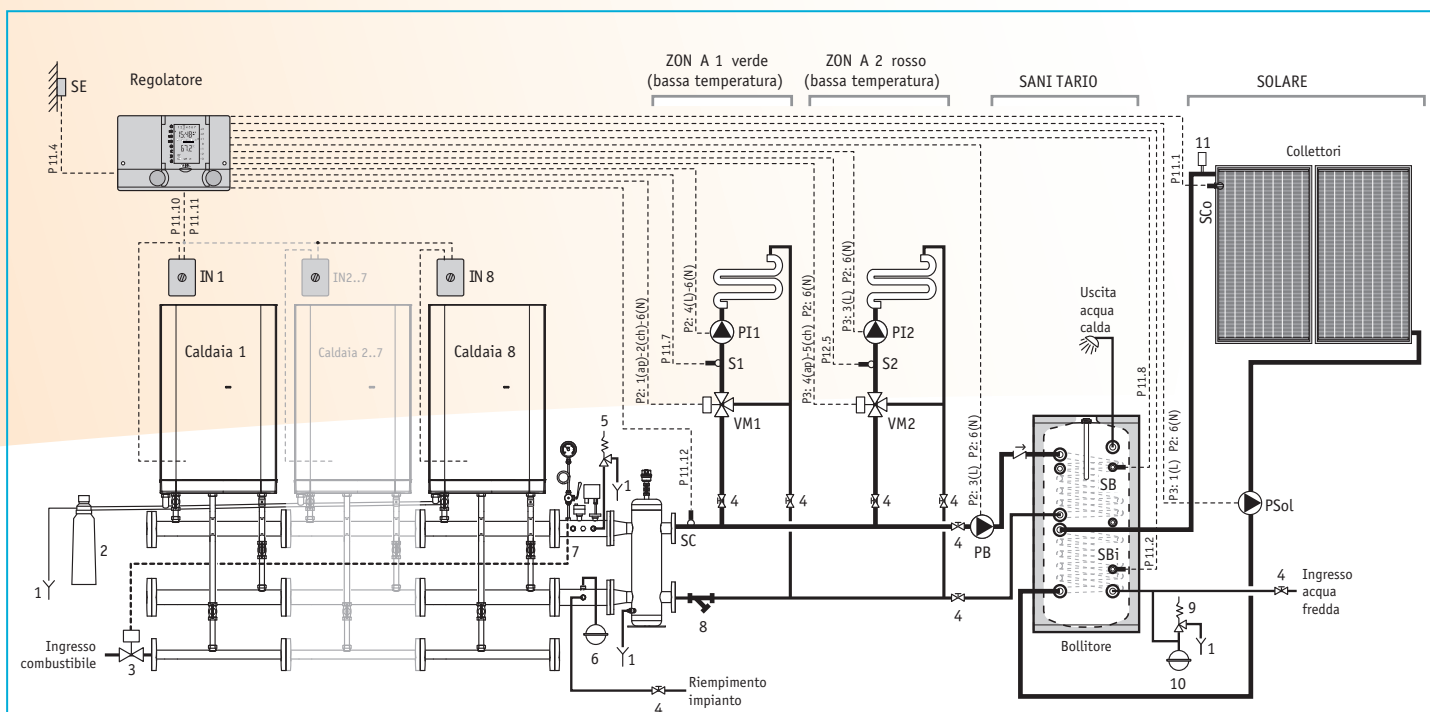 ZON A 1 verde
(bassa temperatura)
ZON A 2 rosso
(bassa temperatura)
SANI TARIO
SOLARE
SE
Regolatore
15:48
67.2
P11.4
P11.10
P11.11
P11.1
11
Collettori
SCo
IN 1
IN2..7
IN 8
Caldaia 1
Caldaia 2..7
Caldaia 8
P2: 1(ap)-2(ch)-6(N)
P2: 4(L)-6(N)
P11.7
PI1
S1
VM1
P3: 4(ap)-5(ch) P2: 6(N)
P3: 3(L) P2: 6(N)
P12.5
PI2
S2
VM2
Uscita
acqua
calda
P11.8
P11.12
P2: 3(L) P2: 6(N)
P3: 1(L) P2: 6(N)
P11.2
5
1
4
4
4
4
SB
PSol
2
7
SC
4
PB
SBi
1
4
Ingresso
acqua
fredda
8
4
9
1
Ingresso
combustibile
3
6
1
Bollitore
10
Riempimento
impianto
4